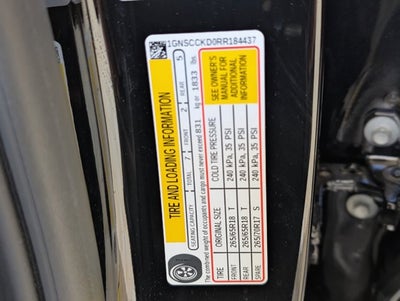 1GNSCCKD0RR184437
TIRE AND LOADING INFORMATION
SEATING CAPACITY TOTAL 7 FRONT 2 REAR 5
The combined weight of occupants and cargo must never exceed 831 kg or 1833 lbs.
TIRE ORIGINAL SIZE COLD TIRE PRESSURE
FRONT 265/65R18 T 240 kPa, 35 PSI
REAR 265/65R18 T 240 kPa, 35 PSI
SPARE 265/70R17 S 240 kPa, 35 PSI
SEE OWNER'S
MANUAL FOR
ADDITIONAL
INFORMATION